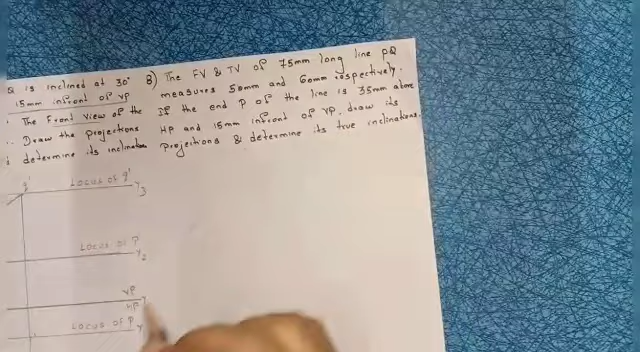 Q is inclined at 30°
15mm infront of VP
The Front View of the
Draw the projections
determine its inclination
8) The FV & TV of 75mm long line PQ
measures 50mm and 60mm respectively.
If the end P of the line is 35mm above
HP and 15mm infront of VP, draw its
projections & determine its true inclinations.
q'
Locus of q'
Y3
Locus of P
Y2
VP
HP
Locus of P